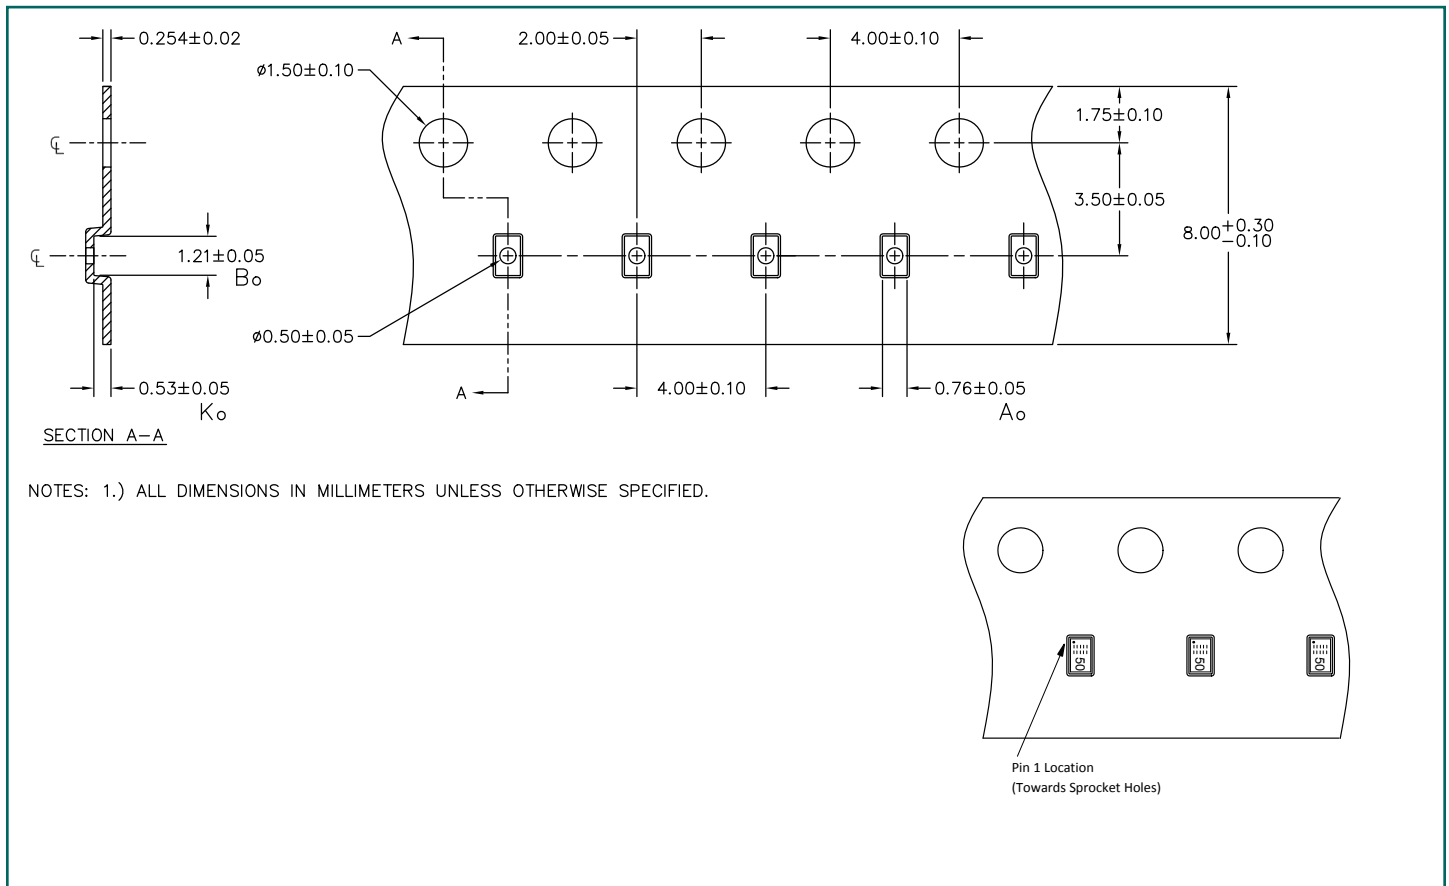 0.254±0.02
A
2.00±0.05
4.00±0.10
ø1.50±0.10
1.75±0.10
℄
3.50±0.05
8.00 +0.30
−0.10
℄
1.21±0.05
Bo
ø0.50±0.05
0.53±0.05
Ko
A
4.00±0.10
0.76±0.05
Ao
SECTION A–A
NOTES: 1.) ALL DIMENSIONS IN MILLIMETERS UNLESS OTHERWISE SPECIFIED.
50
50
50
Pin 1 Location
(Towards Sprocket Holes)